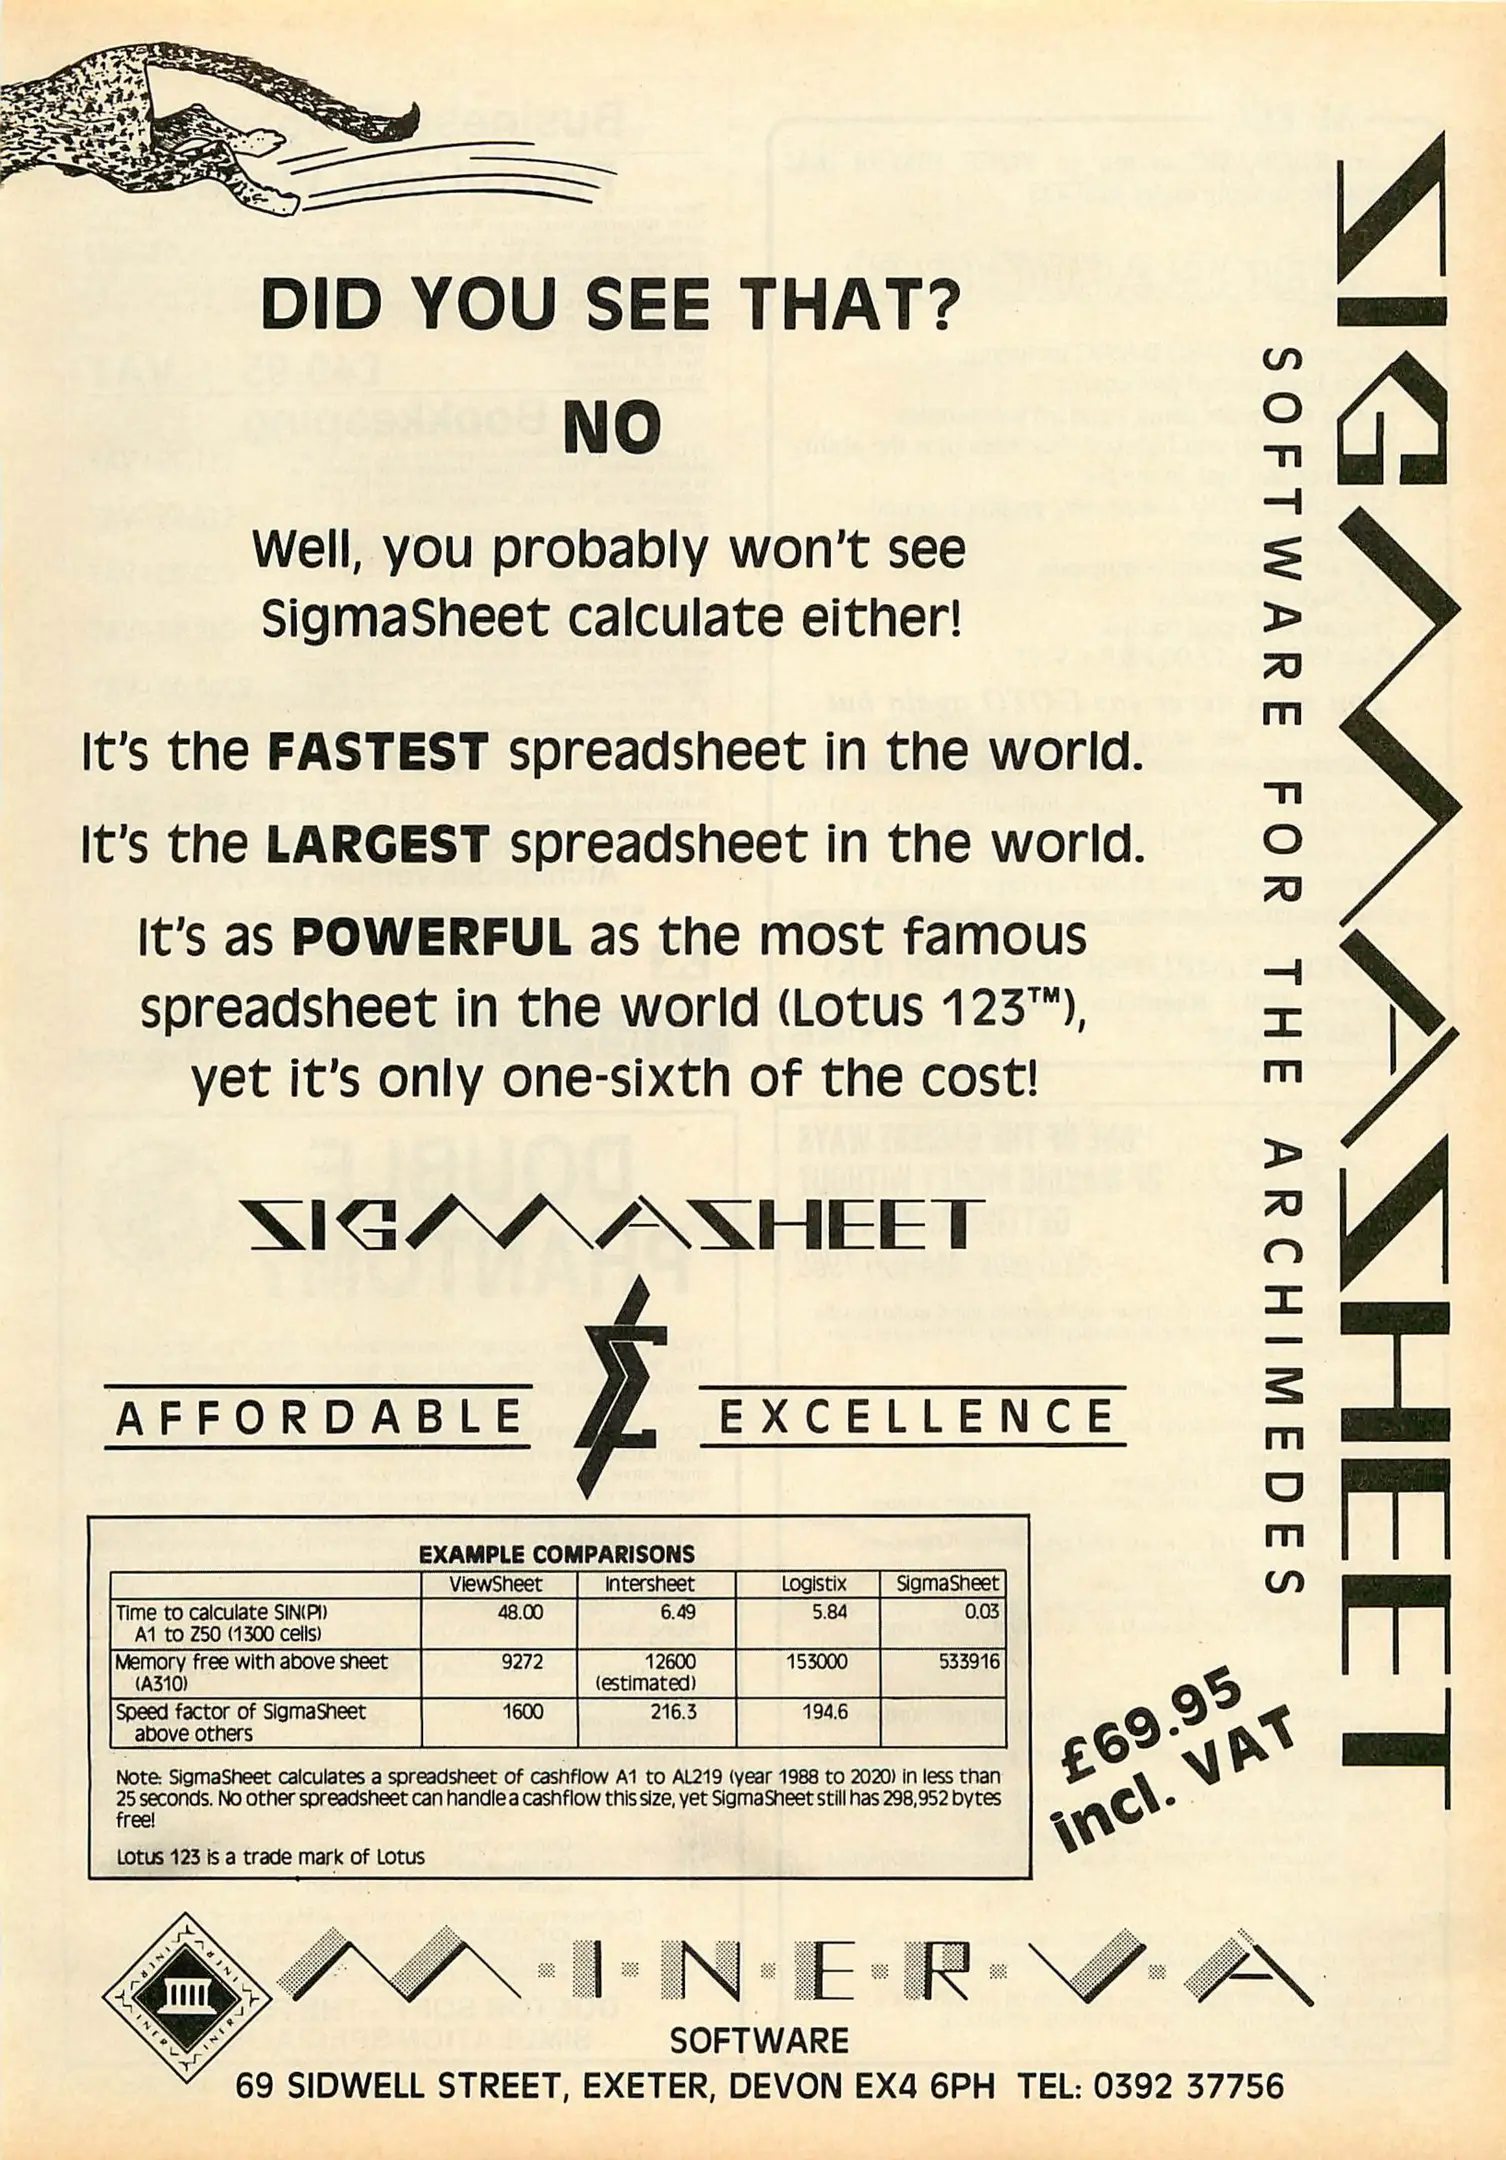 DID YOU SEE THAT?
NO
Well, you probably won't see
SigmaSheet calculate either!
It's the FASTEST spreadsheet in the world.
It's the LARGEST spreadsheet in the world.
It's as POWERFUL as the most famous
spreadsheet in the world (Lotus 123™),
yet it's only one-sixth of the cost!
SIGMASHEET
AFFORDABLE EXCELLENCE
EXAMPLE COMPARISONS
ViewSheet Intersheet Logistix SigmaSheet
Time to calculate SIN(PI) 48.00 6.49 5.84 0.03
A1 to Z50 (1300 cells)
Memory free with above sheet 9272 12600 153000 533916
(A310) (estimated)
Speed factor of SigmaSheet 1600 216.3 194.6
above others
Note: SigmaSheet calculates a spreadsheet of cashflow A1 to AL219 (year 1988 to 2020) in less than
25 seconds. No other spreadsheet can handle a cashflow this size, yet SigmaSheet still has 298,952 bytes
free!
Lotus 123 is a trade mark of Lotus
£69.95
incl. VAT
SOFTWARE FOR THE ARCHIMEDES
SIGMASHEET
MINERVA
MINERVA
MINERVA
MINERVA
M·I·N·E·R·V·A
SOFTWARE
69 SIDWELL STREET, EXETER, DEVON EX4 6PH TEL: 0392 37756